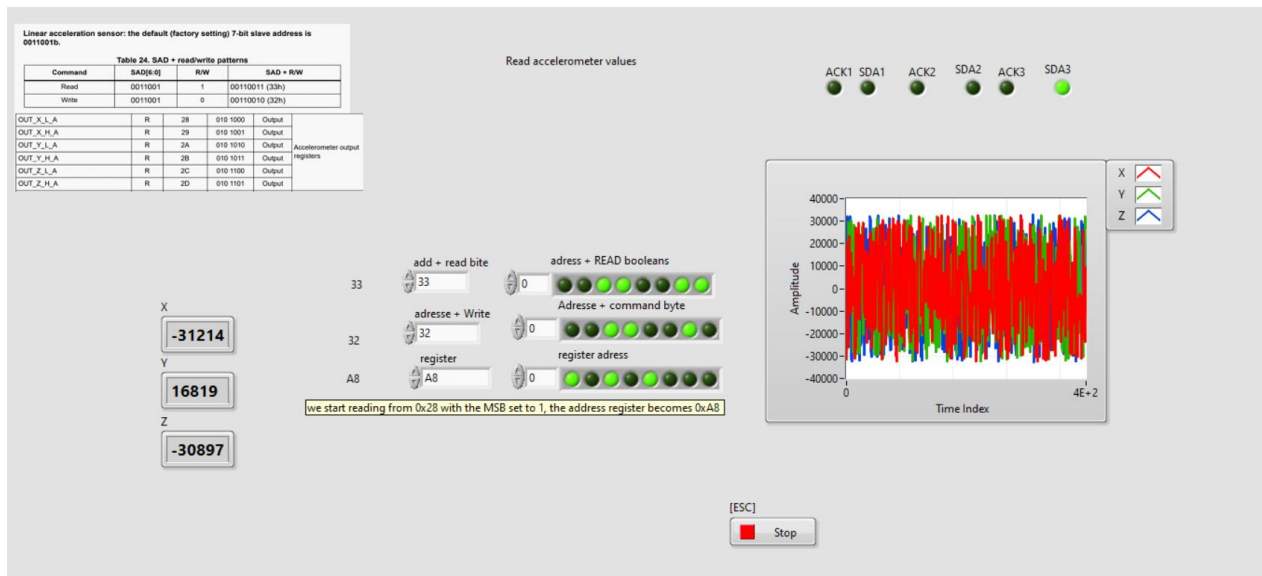 Linear acceleration sensor: the default (factory setting) 7-bit slave address is
0011001b.
Table 24. SAD + read/write patterns
Command SAD[6:0] R/W SAD + R/W
Read 0011001 1 00110011 (33h)
Write 0011001 0 00110010 (32h)
OUT_X_L_A R 28 010 1000 Output
OUT_X_H_A R 29 010 1001 Output
OUT_Y_L_A R 2A 010 1010 Output Accelerometer output
OUT_Y_H_A R 2B 010 1011 Output registers
OUT_Z_L_A R 2C 010 1100 Output
OUT_Z_H_A R 2D 010 1101 Output
Read accelerometer values
ACK1 SDA1 ACK2 SDA2 ACK3 SDA3
X
Y
Z
40000
30000
20000
10000
0
-10000
-20000
-30000
-40000
Amplitude
0 4E+2
Time Index
add + read bite adress + READ booleans
33 33 0
adresse + Write Adresse + command byte
32 32 0
register register adress
A8 A8 0
we start reading from 0x28 with the MSB set to 1, the address register becomes 0xA8
X
-31214
Y
16819
Z
-30897
[ESC]
Stop